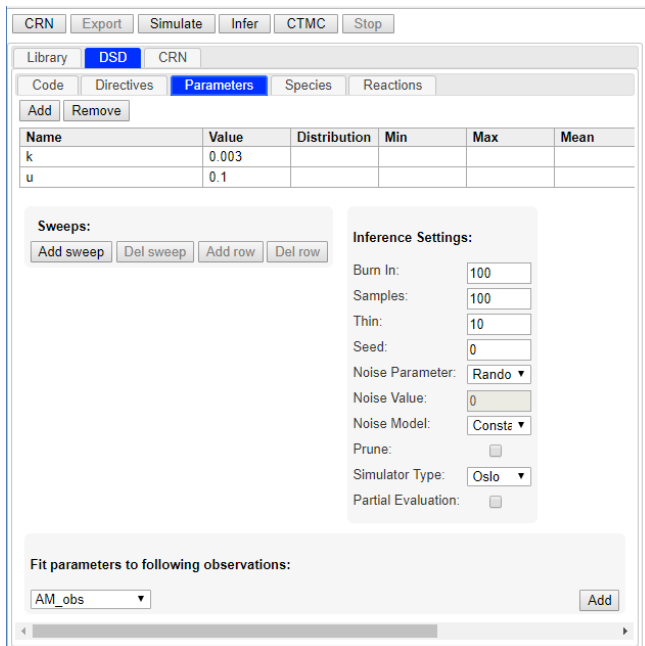 CRN Export Simulate Infer CTMC Stop
Library DSD CRN
Code Directives Parameters Species Reactions
Add Remove
Name Value Distribution Min Max Mean
k 0.003
u 0.1
Sweeps:
Add sweep Del sweep Add row Del row
Inference Settings:
Burn In: 100
Samples: 100
Thin: 10
Seed: 0
Noise Parameter: Rando
Noise Value: 0
Noise Model: Consta
Prune:
Simulator Type: Oslo
Partial Evaluation:
Fit parameters to following observations:
AM_obs Add